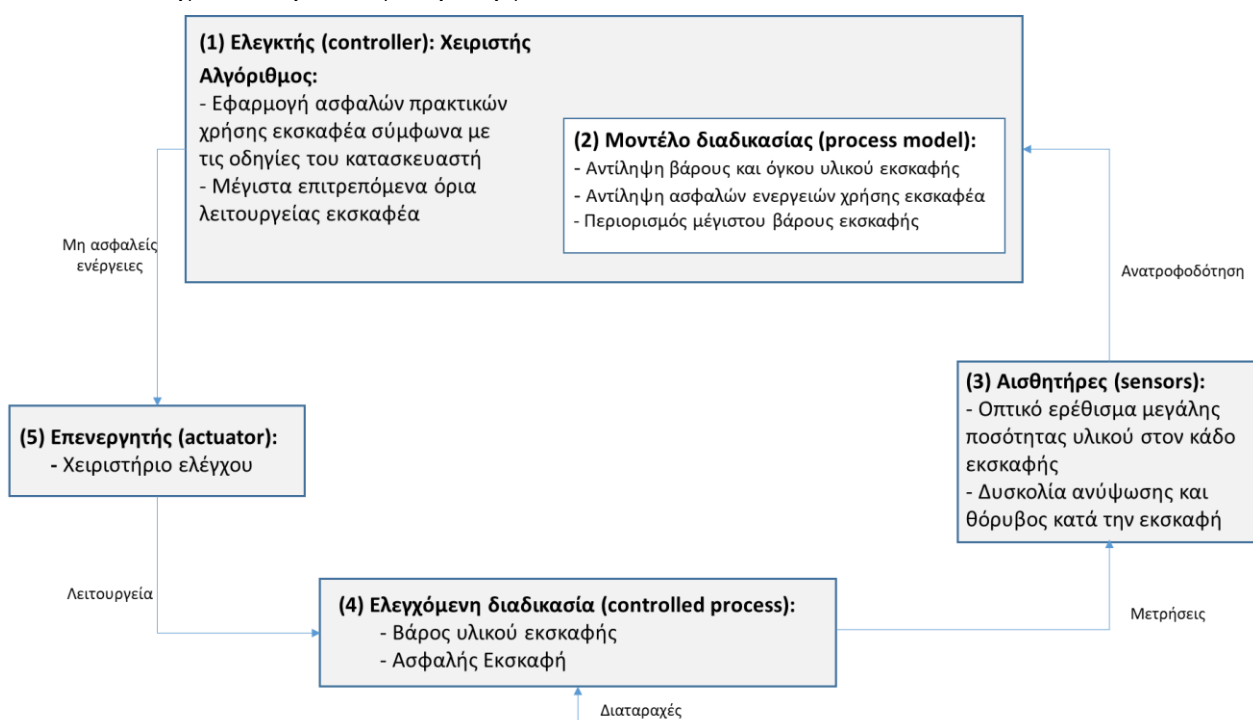 (1) Ελεγκτής (controller): Χειριστής
Αλγόριθμος:
- Εφαρμογή ασφαλών πρακτικών
χρήσης εκσκαφέα σύμφωνα με
τις οδηγίες του κατασκευαστή
- Μέγιστα επιτρεπόμενα όρια
λειτουργείας εκσκαφέα
(2) Μοντέλο διαδικασίας (process model):
- Αντίληψη βάρους και όγκου υλικού εκσκαφής
- Αντίληψη ασφαλών ενεργειών χρήσης εκσκαφέα
- Περιορισμός μέγιστου βάρους εκσκαφής
Μη ασφαλείς
ενέργειες
Ανατροφοδότηση
(3) Αισθητήρες (sensors):
- Οπτικό ερέθισμα μεγάλης
ποσότητας υλικού στον κάδο
εκσκαφής
- Δυσκολία ανύψωσης και
θόρυβος κατά την εκσκαφή
(5) Επενεργητής (actuator):
- Χειριστήριο ελέγχου
Λειτουργεία
Μετρήσεις
(4) Ελεγχόμενη διαδικασία (controlled process):
- Βάρος υλικού εκσκαφής
- Ασφαλής Εκσκαφή
Διαταραχές